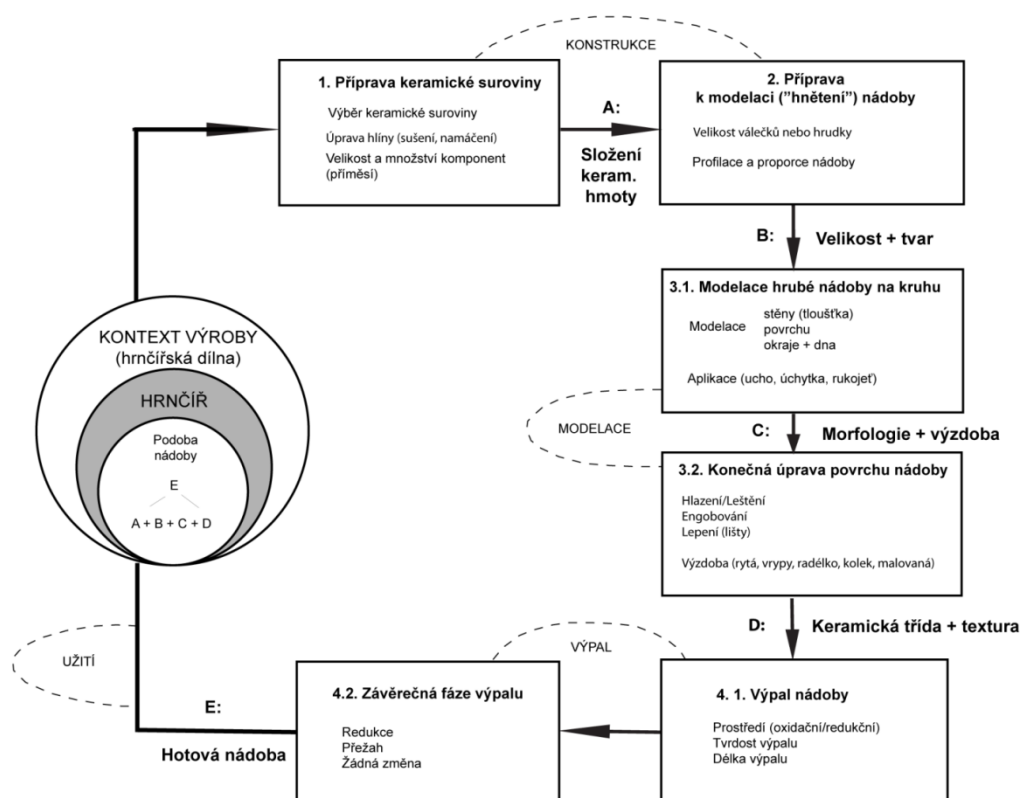 KONSTRUKCE
1. Příprava keramické suroviny
Výběr keramické suroviny
Úprava hlíny (sušení, namáčení)
Velikost a množství komponent
(příměsí)
A:
Složení
keram.
hmoty
2. Příprava
k modelaci ("hnětení") nádoby
Velikost válečků nebo hrudky
Profilace a proporce nádoby
B:
Velikost + tvar
3.1. Modelace hrubé nádoby na kruhu
Modelace
stěny (tloušťka)
povrchu
okraje + dna
Aplikace (ucho, úchytka, rukojeť)
MODELACE
C:
Morfologie + výzdoba
3.2. Konečná úprava povrchu nádoby
Hlazení/Leštění
Engobování
Lepení (lišty)
Výzdoba (rytá, vrypy, radélko, kolek, malovaná)
D:
Keramická třída + textura
4. 1. Výpal nádoby
Prostředí (oxidační/redukční)
Tvrdost výpalu
Délka výpalu
VÝPAL
4.2. Závěrečná fáze výpalu
Redukce
Přežah
Žádná změna
E:
Hotová nádoba
UŽITÍ
KONTEXT VÝROBY
(hrnčířská dílna)
HRNČÍŘ
Podoba
nádoby
E
A + B + C + D